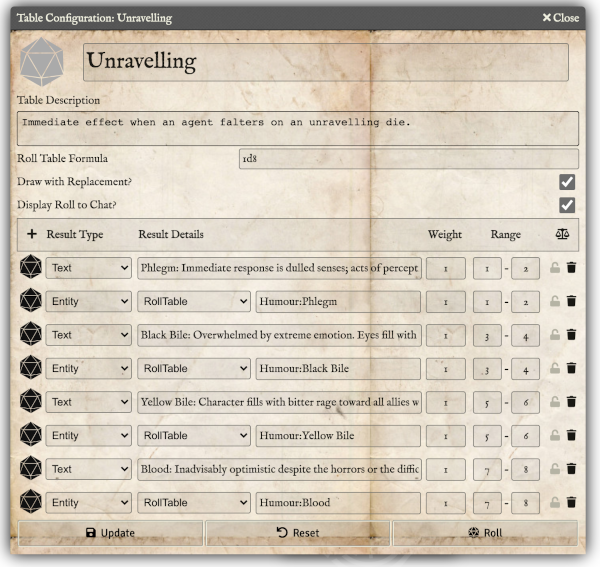 Table Configuration: Unravelling
Close
Unravelling
Table Description
Immediate effect when an agent falters on an unravelling die.
Roll Table Formula 1d8
Draw with Replacement?
Display Roll to Chat?
+ Result Type Result Details Weight Range
Text Phlegm: Immediate response is dulled senses; acts of percept 1 1 - 2
Entity RollTable Humour:Phlegm 1 1 - 2
Text Black Bile: Overwhelmed by extreme emotion. Eyes fill with 1 3 - 4
Entity RollTable Humour:Black Bile 1 3 - 4
Text Yellow Bile: Character fills with bitter rage toward all allies w 1 5 - 6
Entity RollTable Humour:Yellow Bile 1 5 - 6
Text Blood: Inadvisably optimistic despite the horrors or the diffic 1 7 - 8
Entity RollTable Humour:Blood 1 7 - 8
Update Reset Roll